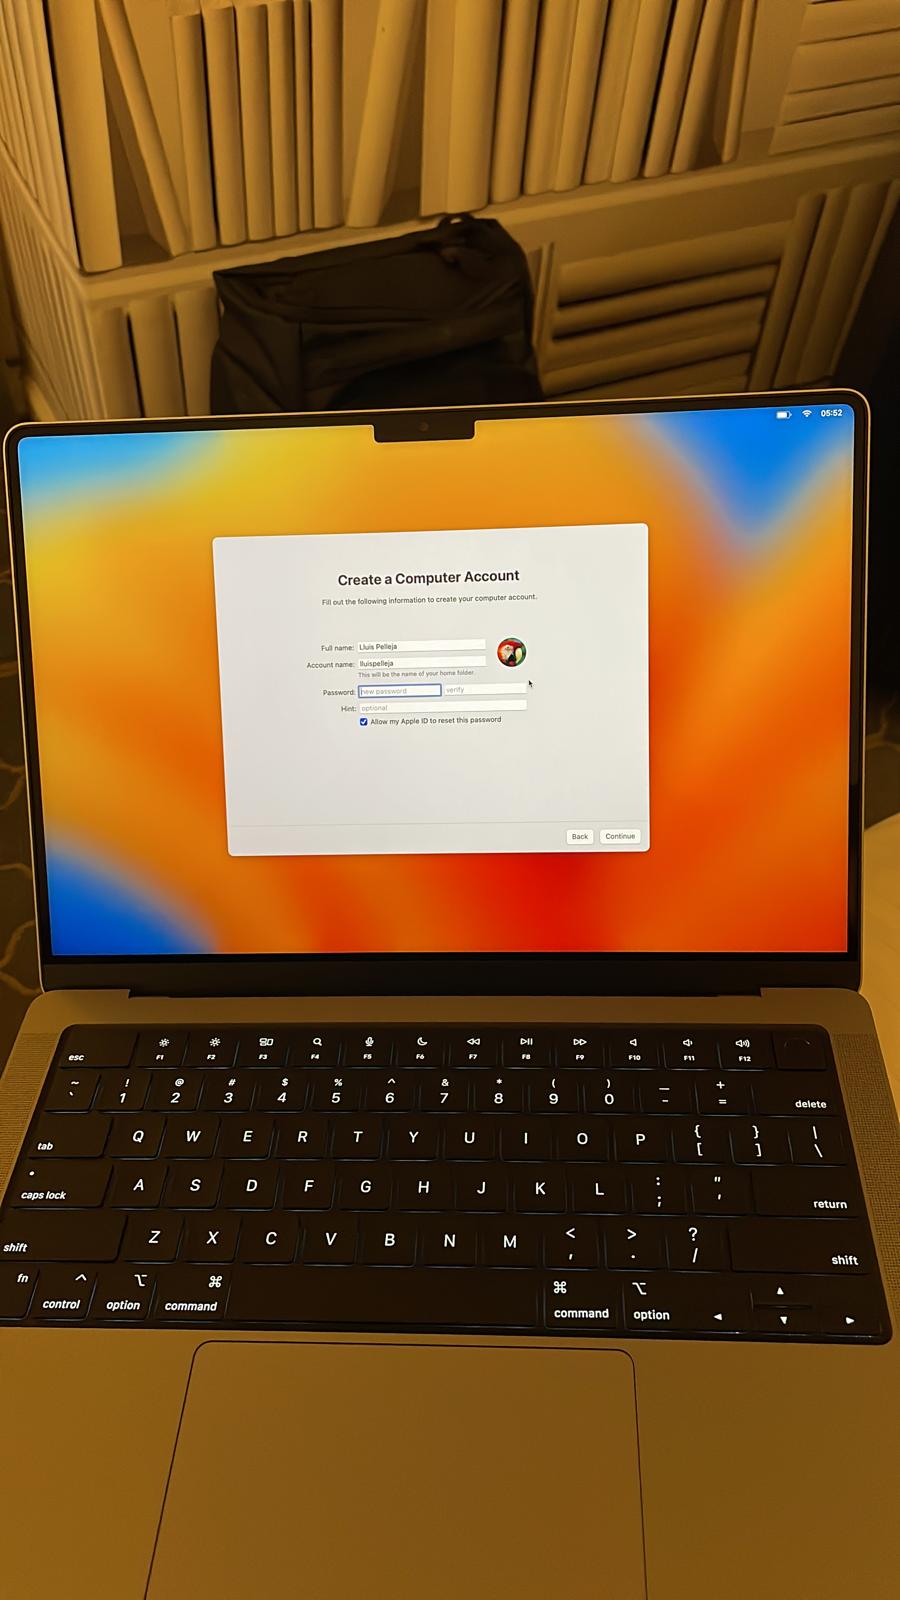 05:52
Create a Computer Account
Fill out the following information to create your computer account.
Full name: Lluis Pelleja
Account name: lluispelleja
This will be the name of your home folder.
Password: new password verify
Hint: optional
Allow my Apple ID to reset this password
Back Continue
esc F1 F2 F3 F4 F5 F6 F7 F8 F9 F10 F11 F12
~ ! @ # $ % ^ & * ( ) — +
` 1 2 3 4 5 6 7 8 9 0 - = delete
tab Q W E R T Y U I O P { [ } ] | \
caps lock A S D F G H J K L : ; " ' return
shift Z X C V B N M < , > . ? / shift
fn ^ control ⌥ option ⌘ command ⌘ command ⌥ option